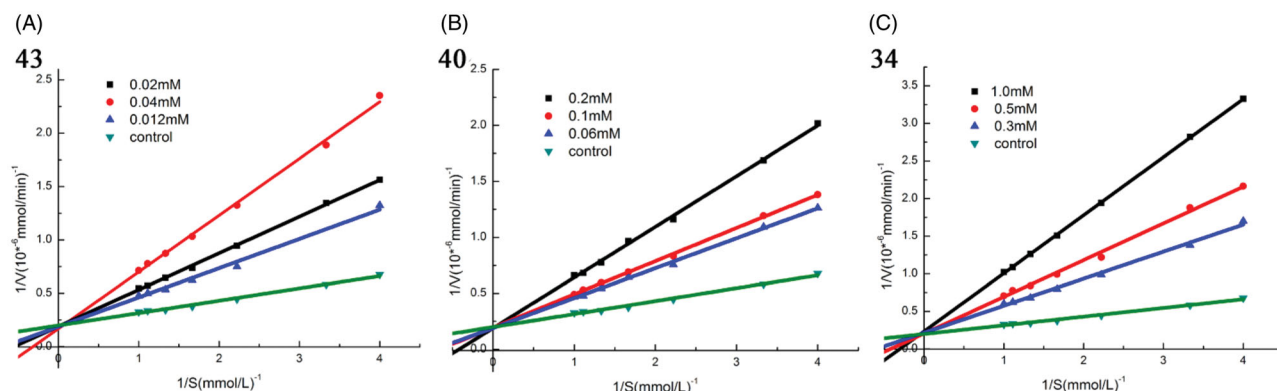 (A)
43
2.5
2.0
1.5
1.0
0.5
0.0
0
1
2
3
4
0.02mM
0.04mM
0.012mM
control
1/V(10*⁻⁶mmol/min)⁻¹
1/S(mmol/L)⁻¹
(B)
40
2.5
2.0
1.5
1.0
0.5
0.0
0
1
2
3
4
0.2mM
0.1mM
0.06mM
control
1/V(10*⁻⁶mmol/min)⁻¹
1/S(mmol/L)⁻¹
(C)
34
3.5
3.0
2.5
2.0
1.5
1.0
0.5
0.0
0
1
2
3
4
1.0mM
0.5mM
0.3mM
control
1/V(10*⁻⁶mmol/min)⁻¹
1/S(mmol/L)⁻¹